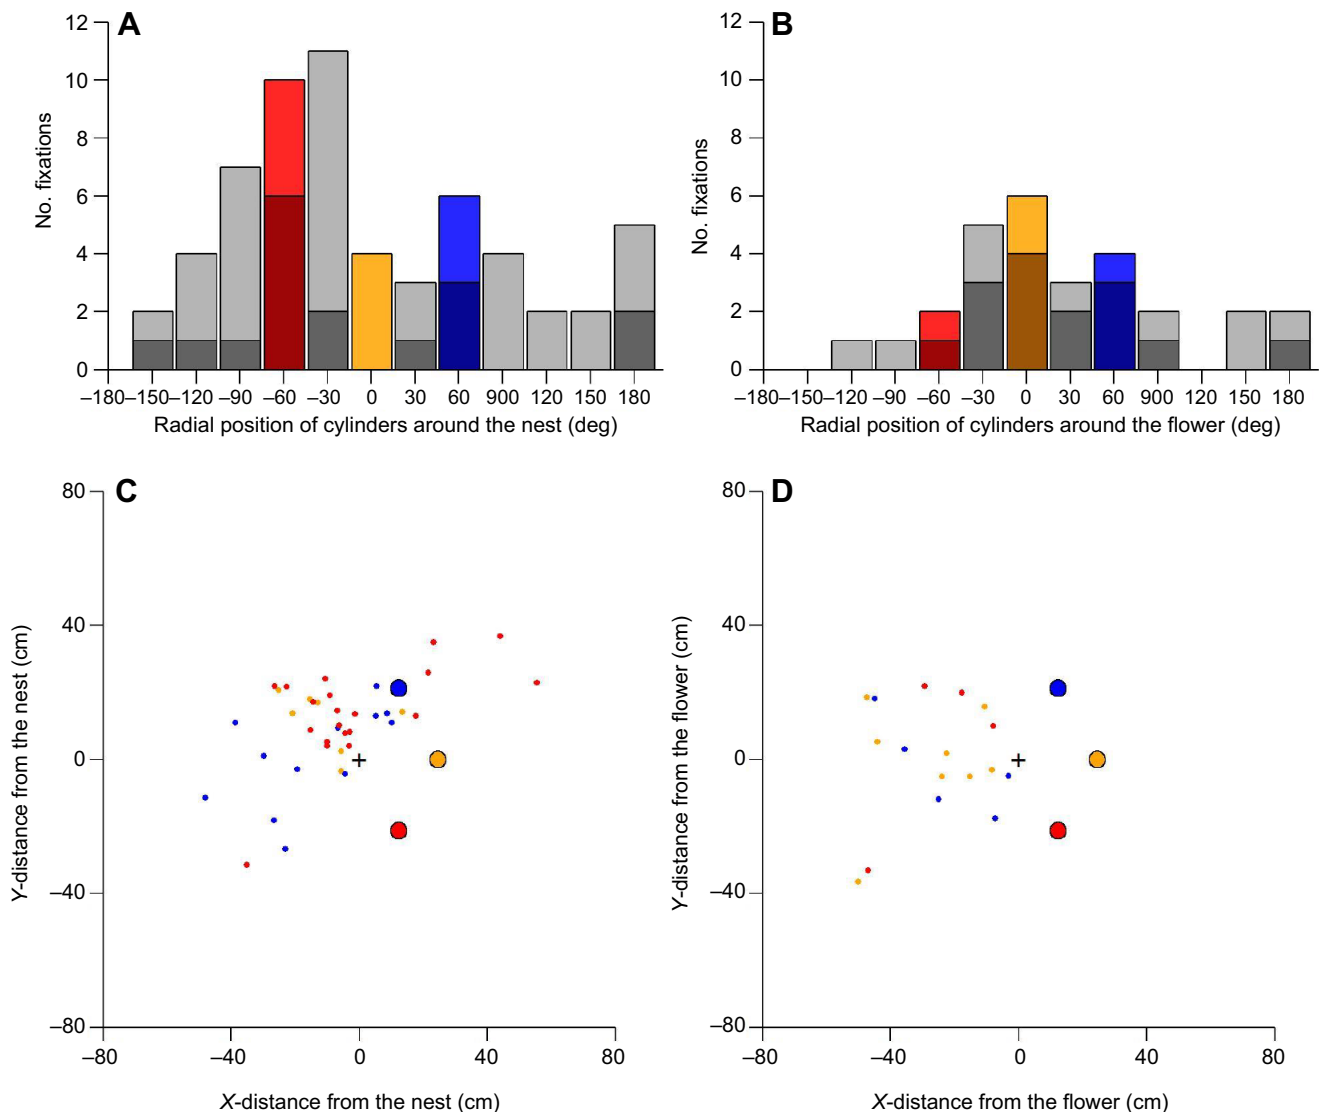 A
12
10
8
6
4
2
0
No. fixations
–180 –150 –120 –90 –60 –30 0 30 60 900 120 150 180
Radial position of cylinders around the nest (deg)
B
12
10
8
6
4
2
0
No. fixations
–180 –150 –120 –90 –60 –30 0 30 60 900 120 150 180
Radial position of cylinders around the flower (deg)
C
80
40
0
–40
–80
Y-distance from the nest (cm)
–80 –40 0 40 80
X-distance from the nest (cm)
D
80
40
0
–40
–80
Y-distance from the flower (cm)
–80 –40 0 40 80
X-distance from the flower (cm)